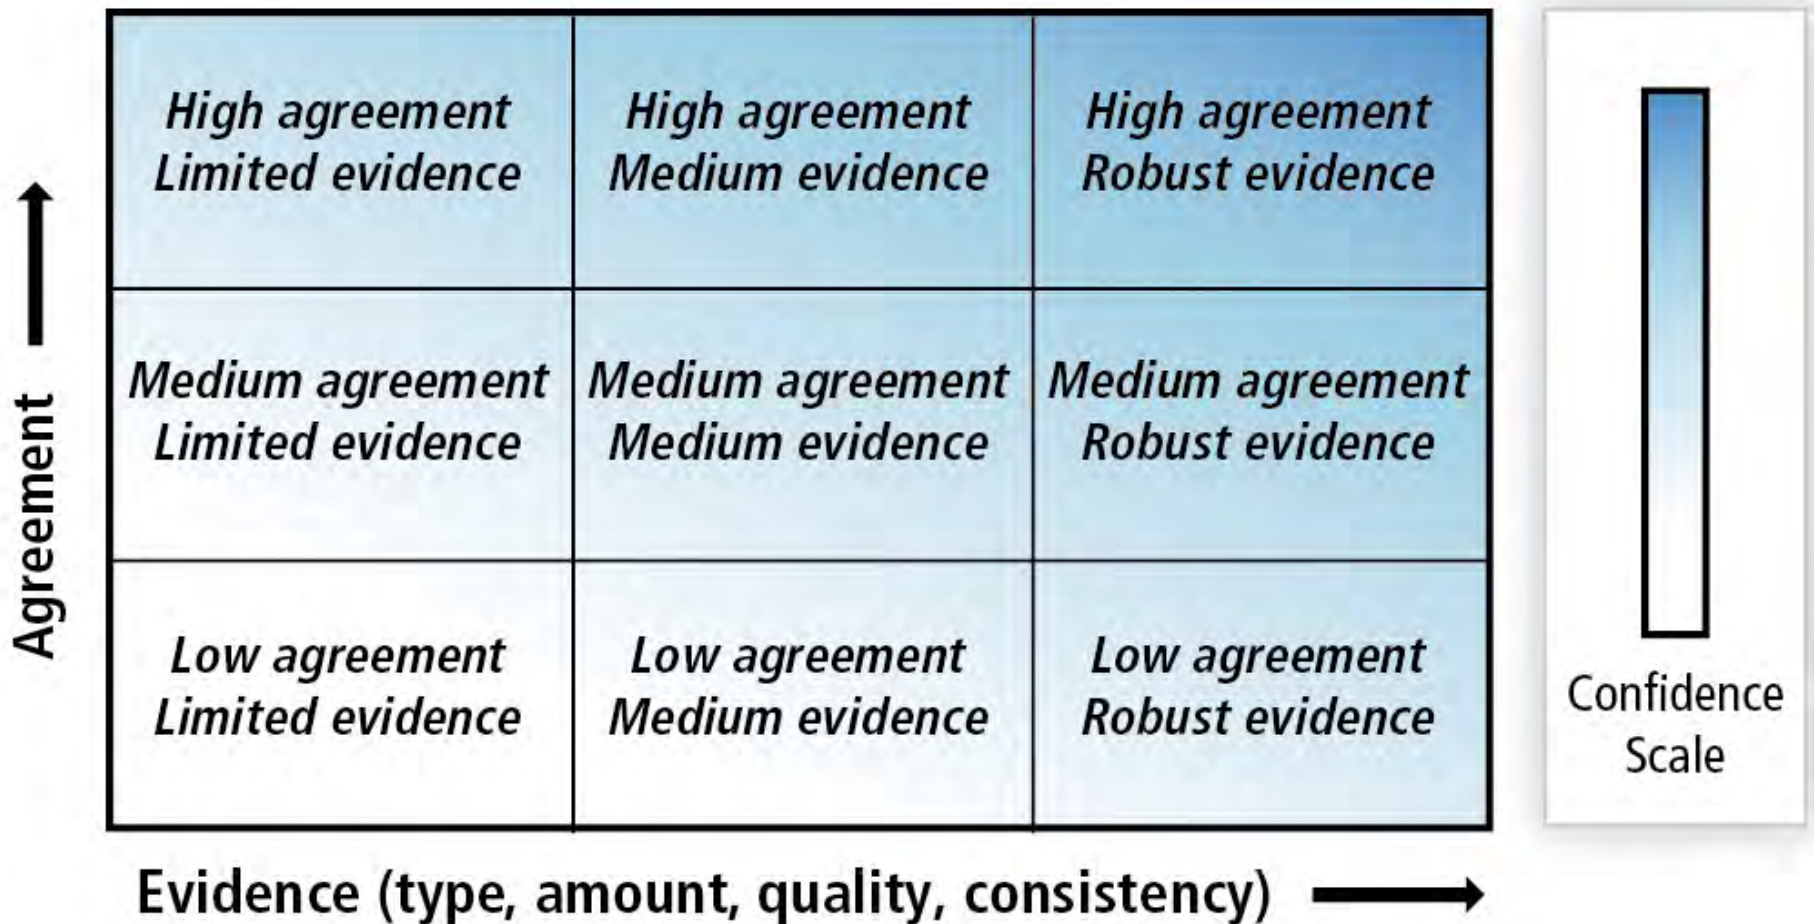 High agreement
Limited evidence
High agreement
Medium evidence
High agreement
Robust evidence
Medium agreement
Limited evidence
Medium agreement
Medium evidence
Medium agreement
Robust evidence
Low agreement
Limited evidence
Low agreement
Medium evidence
Low agreement
Robust evidence
Agreement
Evidence (type, amount, quality, consistency)
Confidence
Scale